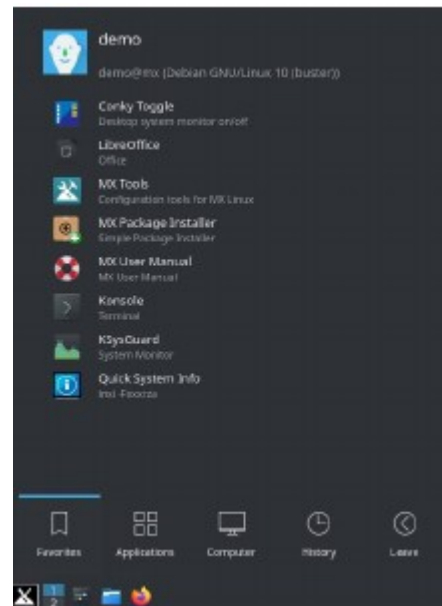 demo
demo@mx (Debian GNU/Linux 10 (buster))
Conky Toggle
Desktop system monitor on/off
LibreOffice
Office
MX Tools
Configuration tools for MX Linux
MX Package Installer
Simple Package Installer
MX User Manual
MX User Manual
Konsole
Terminal
KSysGuard
System Monitor
Quick System Info
Favorites
Applications
Computer
History
Leave
1
2